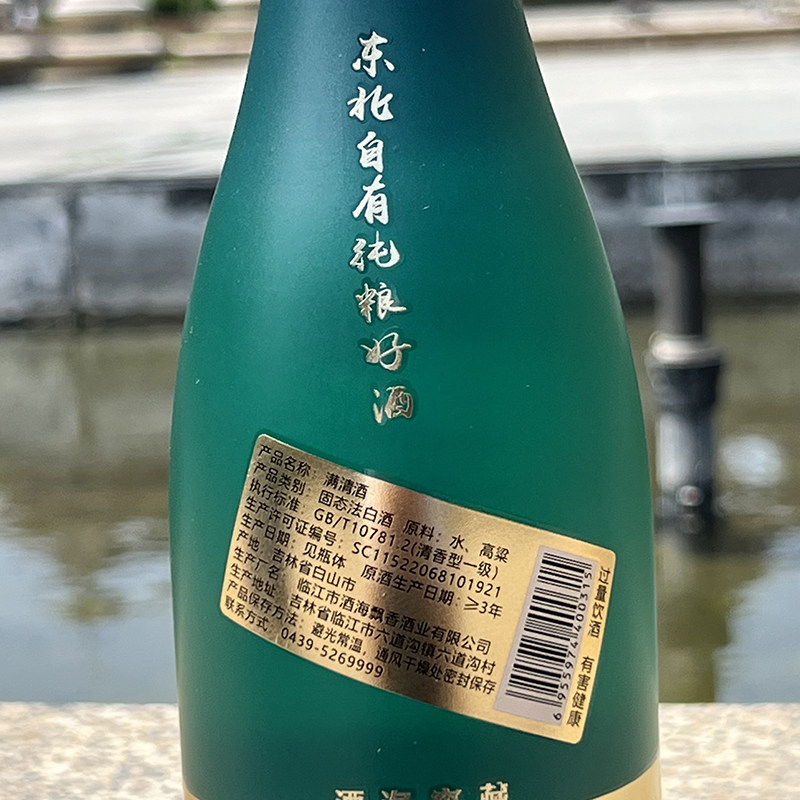 东北自有纯粮好酒
产品名称：满清酒
产品类别：固态法白酒 原料：水、高粱
执行标准：GB/T10781.2(清香型一级)
生产许可证编号：SC11522068101921
生产日期：见瓶体 原酒生产日期：≥3年
产地：吉林省白山市
生产厂名：临江市酒海飘香酒业有限公司
生产地址：吉林省临江市六道沟镇六道沟村
产品保存方法：避光常温，通风干燥处密封保存
联系方式：0439-5269999
过量饮酒 有害健康
6955974400315